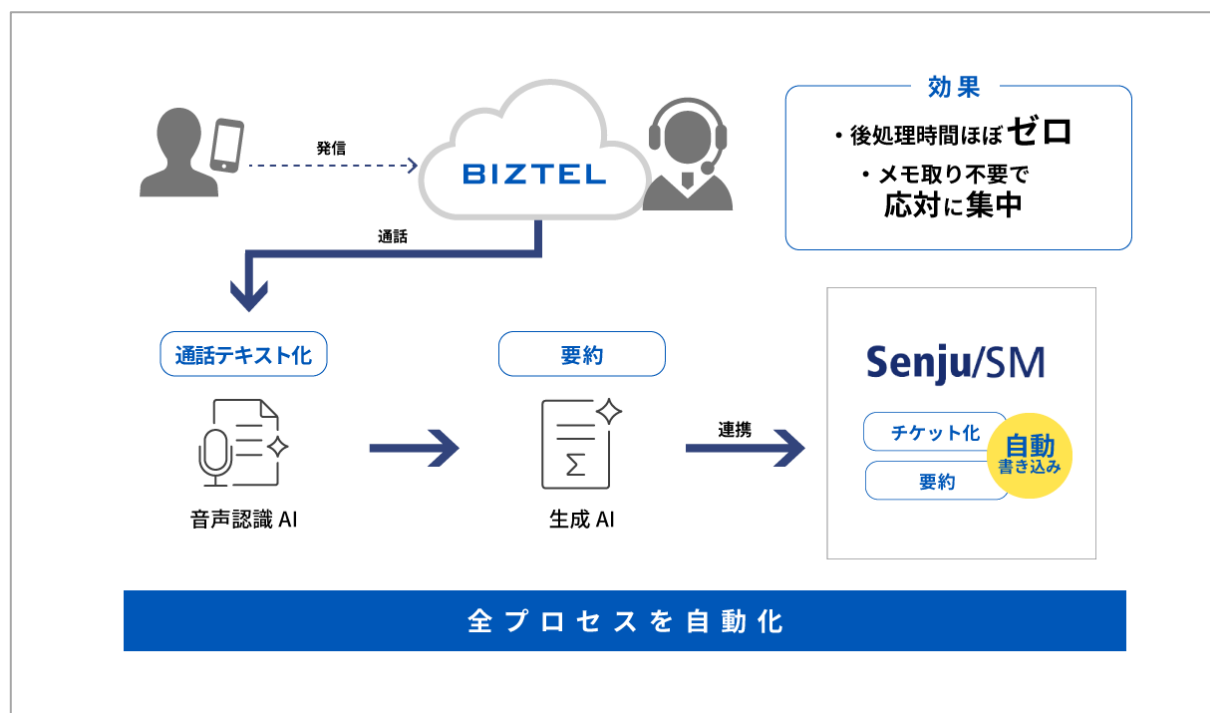 発信
BIZTEL
効果
・後処理時間ほぼゼロ
・メモ取り不要で
応対に集中
通話
通話テキスト化
要約
音声認識 AI
生成 AI
連携
Senju/SM
チケット化
要約
自動
書き込み
全プロセスを自動化